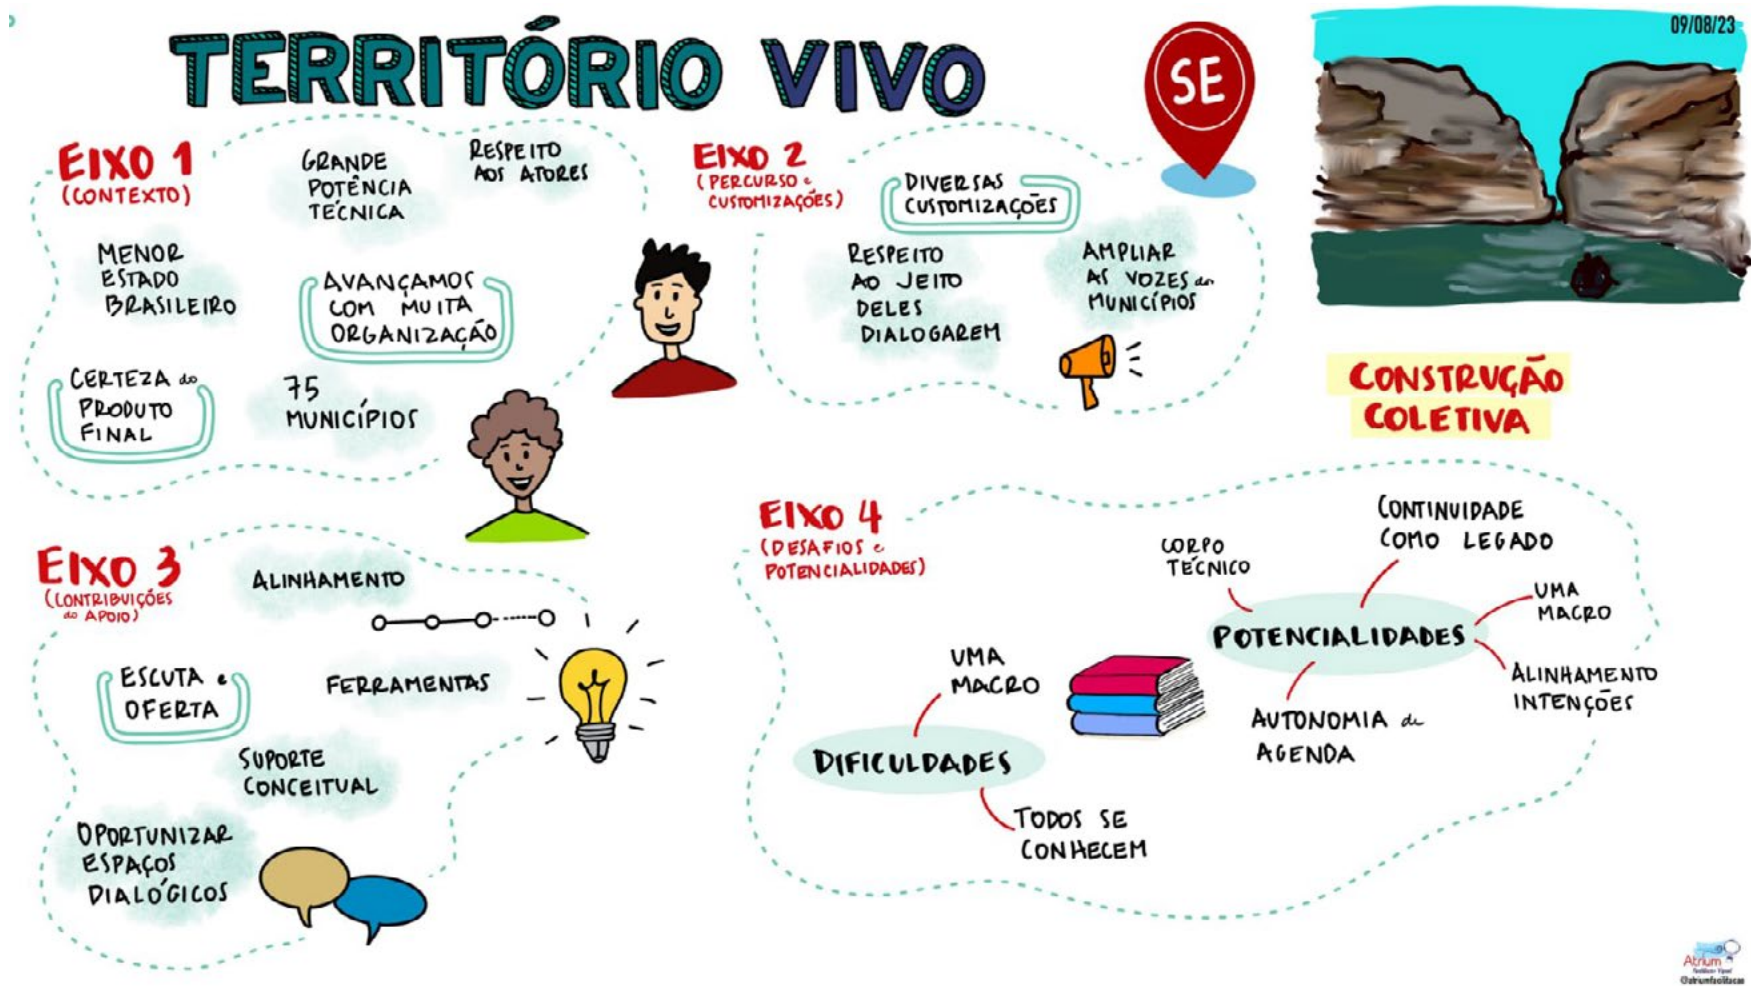 TERRITÓRIO VIVO
SE
09/08/23
EIXO 1
(CONTEXTO)
GRANDE
POTÊNCIA
TÉCNICA
RESPEITO
AOS ATORES
MENOR
ESTADO
BRASILEIRO
AVANÇAMOS
COM MUITA
ORGANIZAÇÃO
CERTEZA do
PRODUTO
FINAL
75
MUNICÍPIOS
EIXO 2
(PERCURSO e
CUSTOMIZAÇÕES)
DIVERSAS
CUSTOMIZAÇÕES
RESPEITO
AO JEITO
DELES
DIALOGAREM
AMPLIAR
AS VOZES dos
MUNICÍPIOS
CONSTRUÇÃO
COLETIVA
EIXO 3
(CONTRIBUIÇÕES
do APOIO)
ALINHAMENTO
ESCUTA e
OFERTA
FERRAMENTAS
SUPORTE
CONCEITUAL
OPORTUNIZAR
ESPAÇOS
DIALÓGICOS
EIXO 4
(DESAFIOS e
POTENCIALIDADES)
UMA
MACRO
DIFICULDADES
TODOS SE
CONHECEM
CORPO
TÉCNICO
CONTINUIDADE
COMO LEGADO
UMA
MACRO
POTENCIALIDADES
ALINHAMENTO
INTENÇÕES
AUTONOMIA de
AGENDA
Atrium
@atriumfacilitacao